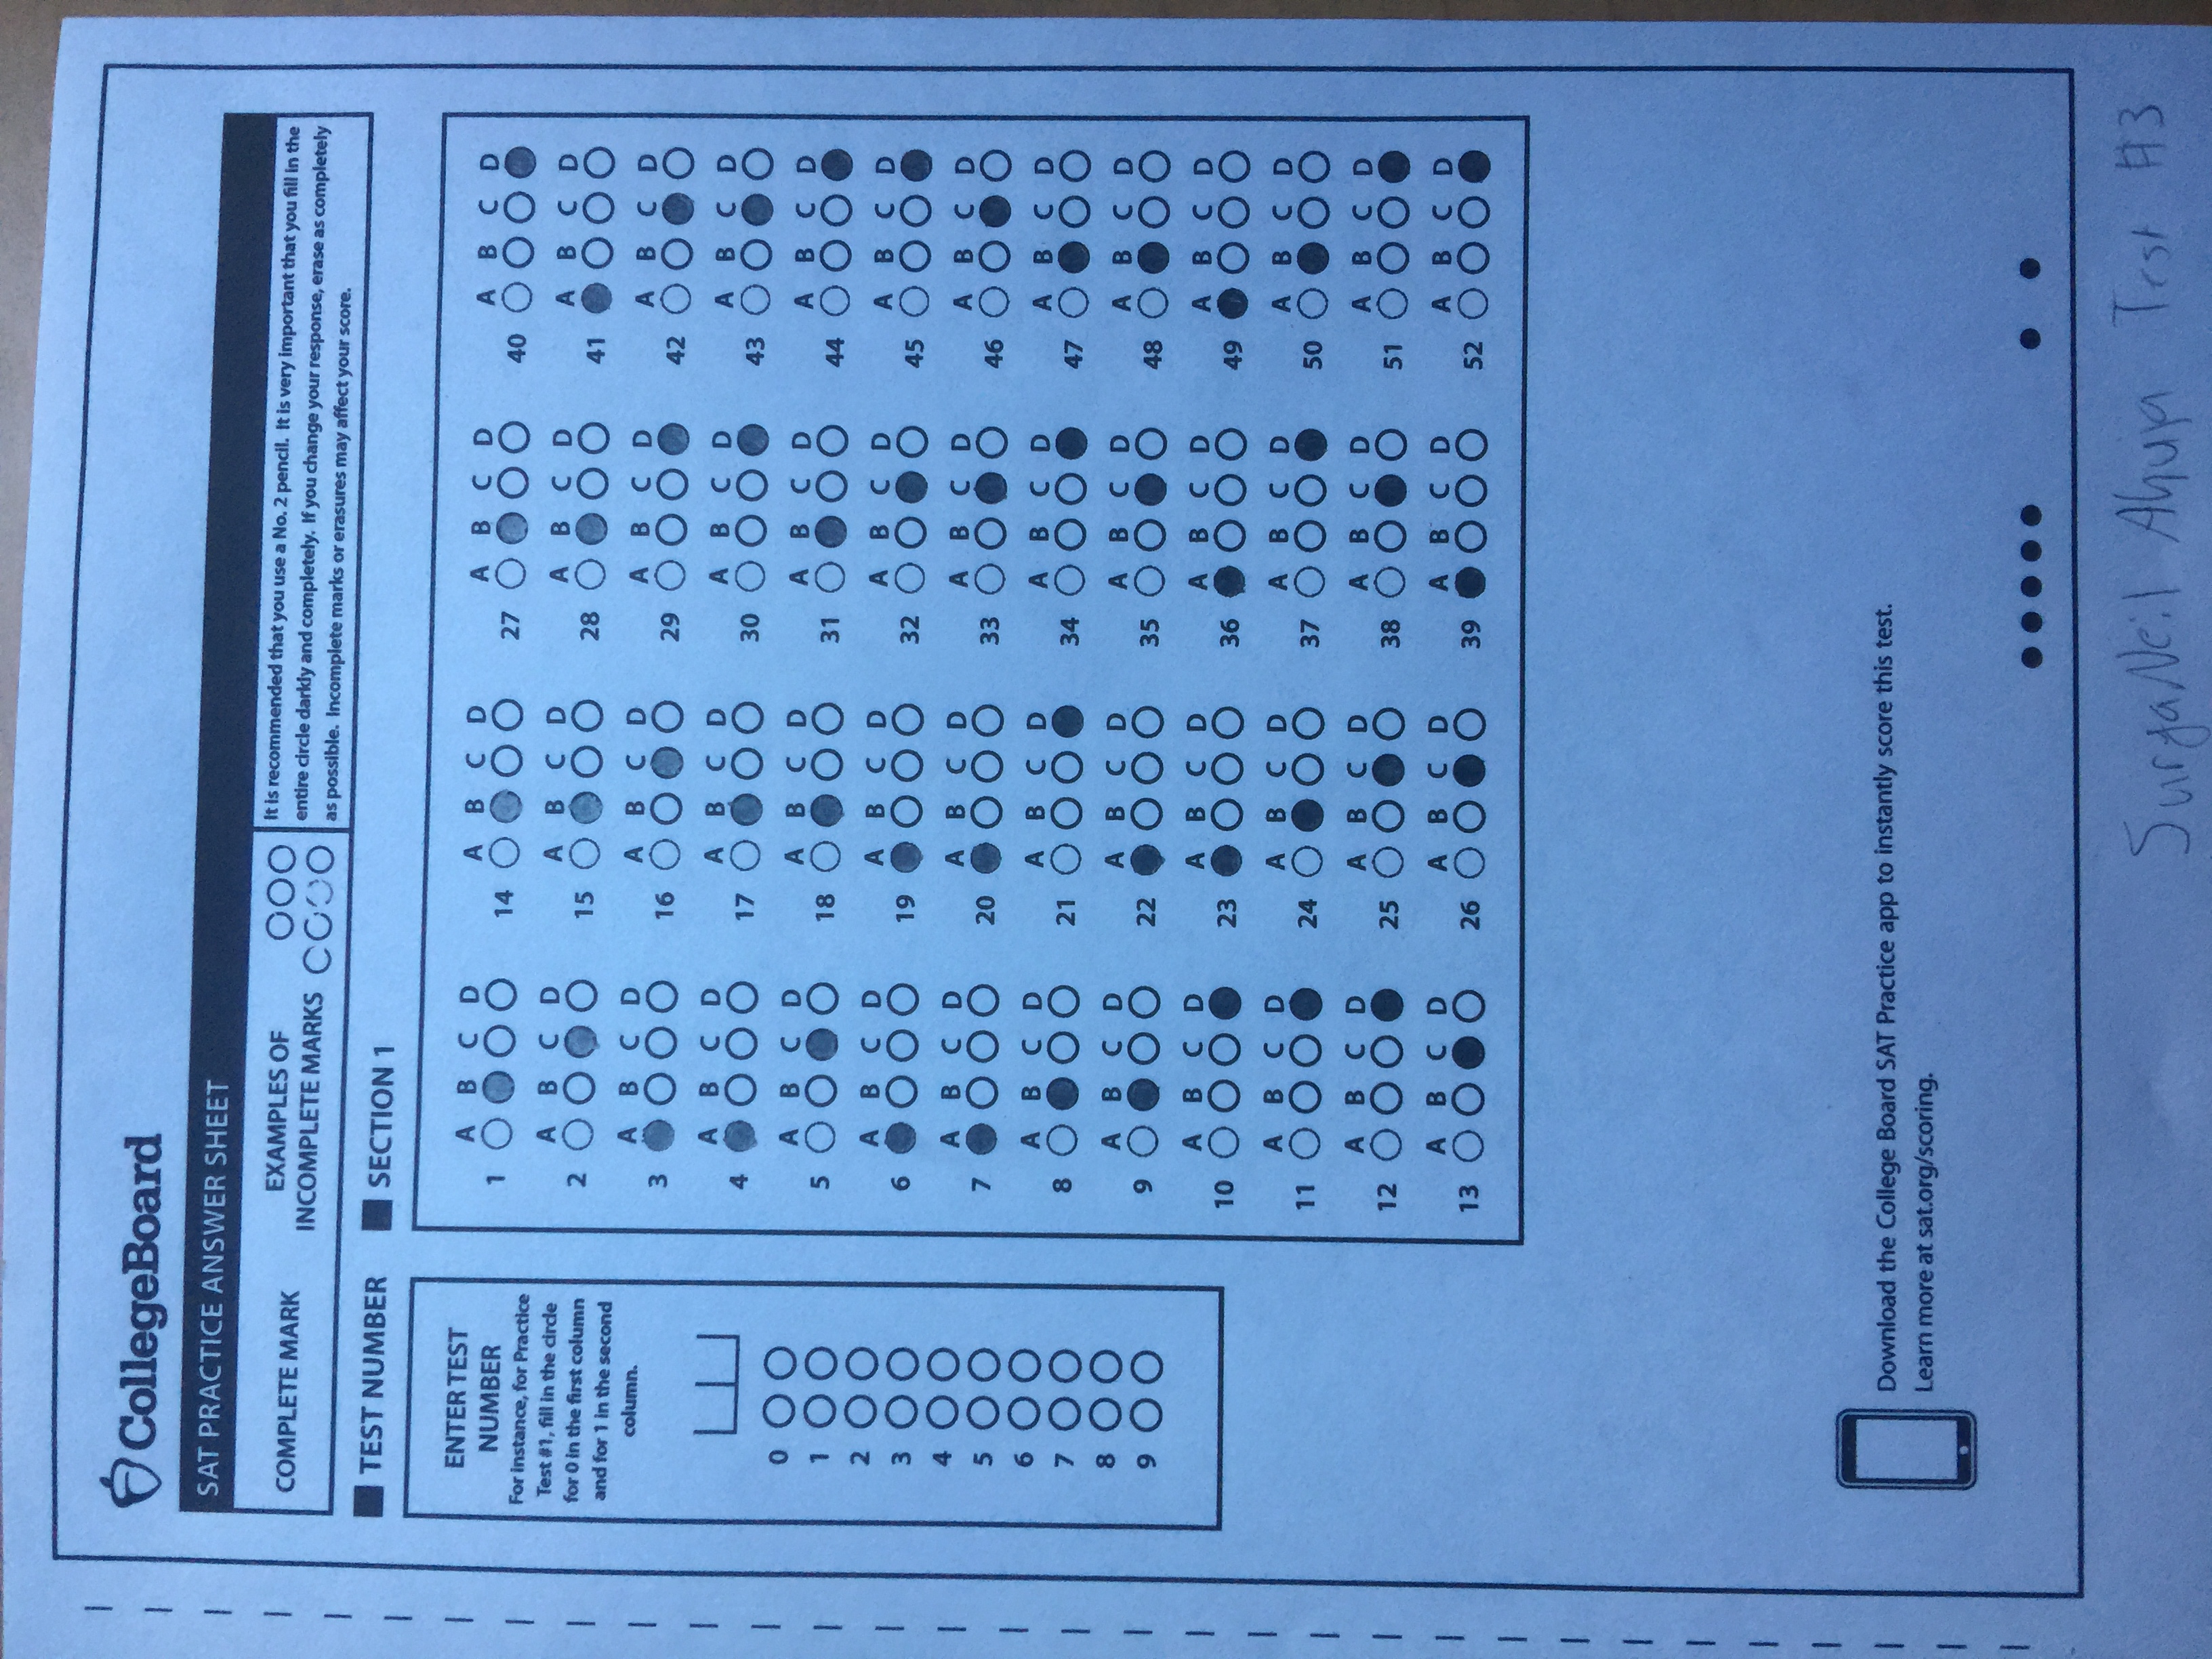 CollegeBoard
SAT PRACTICE ANSWER SHEET
COMPLETE MARK
EXAMPLES OF
INCOMPLETE MARKS
It is recommended that you use a No. 2 pencil. It is very important that you fill in the
entire circle darkly and completely. If you change your response, erase as completely
as possible. Incomplete marks or erasures may affect your score.
TEST NUMBER
ENTER TEST
NUMBER
For instance, for Practice
Test #1, fill in the circle
for 0 in the first column
and for 1 in the second
column.
0
1
2
3
4
5
6
7
8
9
SECTION 1
A B C D
1
A B C D
2
A B C D
3
A B C D
4
A B C D
5
A B C D
6
A B C D
7
A B C D
8
A B C D
9
A B C D
10
A B C D
11
A B C D
12
A B C D
13
A B C D
14
A B C D
15
A B C D
16
A B C D
17
A B C D
18
A B C D
19
A B C D
20
A B C D
21
A B C D
22
A B C D
23
A B C D
24
A B C D
25
A B C D
26
A B C D
27
A B C D
28
A B C D
29
A B C D
30
A B C D
31
A B C D
32
A B C D
33
A B C D
34
A B C D
35
A B C D
36
A B C D
37
A B C D
38
A B C D
39
A B C D
40
A B C D
41
A B C D
42
A B C D
43
A B C D
44
A B C D
45
A B C D
46
A B C D
47
A B C D
48
A B C D
49
A B C D
50
A B C D
51
A B C D
52
Download the College Board SAT Practice app to instantly score this test.
Learn more at sat.org/scoring.
SuryaNeil Ahuja Test #3